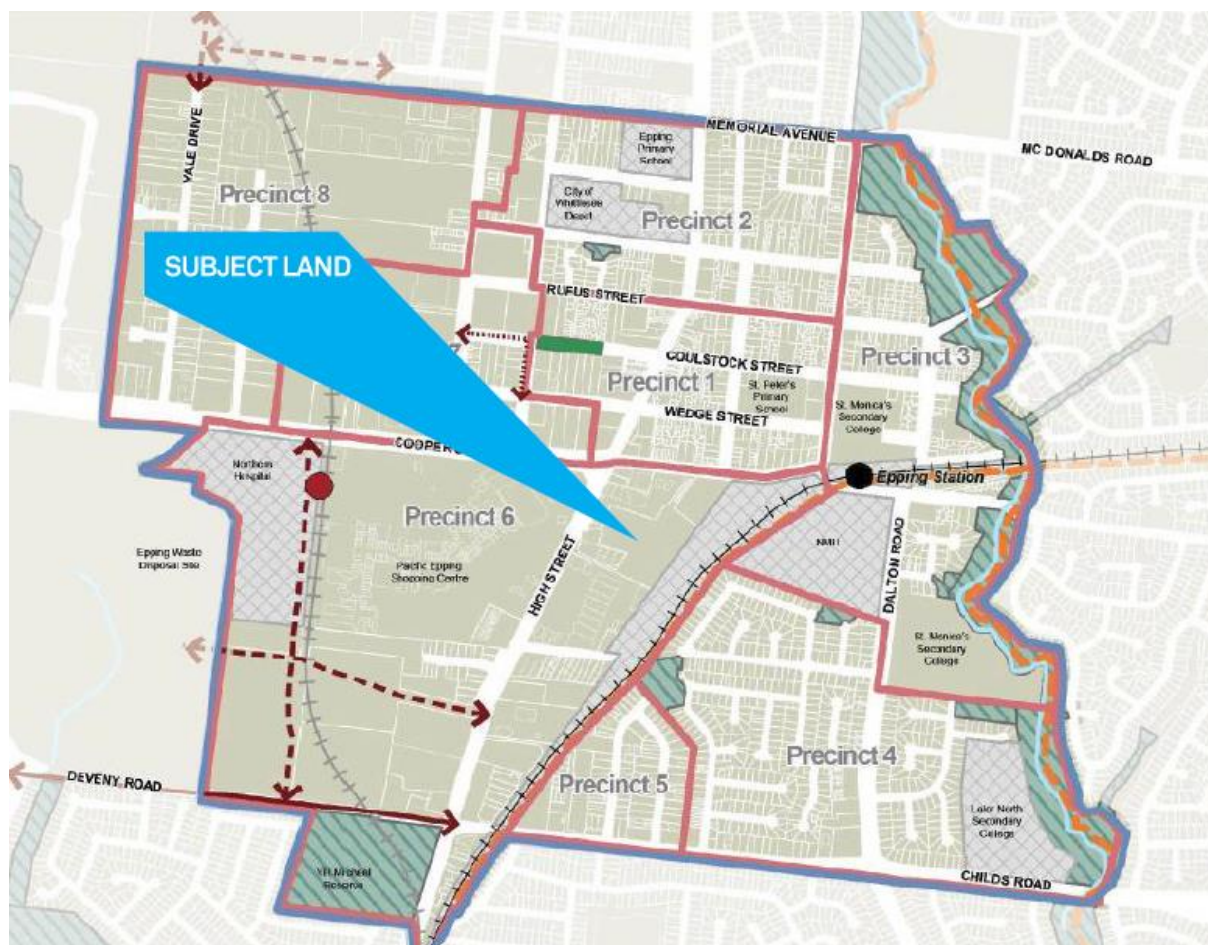 MEMORIAL AVENUE
MC DONALDS ROAD
VALE DRIVE
Epping
Primary
School
Precinct 8
City of
Whittlesea
Depot
Precinct 2
SUBJECT LAND
RUFUS STREET
COULSTOCK STREET
Precinct 3
Precinct 1
St. Peter's
Primary
School
WEDGE STREET
St. Monica's
Secondary
College
7
COOPER
Northern
Hospital
Epping Station
Precinct 6
Epping Waste
Disposal Site
Pacific Epping
Shopping Centre
HIGH STREET
DALTON ROAD
St. Monica's
Secondary
College
Precinct 4
Precinct 5
DEVENY ROAD
Lalor North
Secondary
College
Reserve
CHILDS ROAD